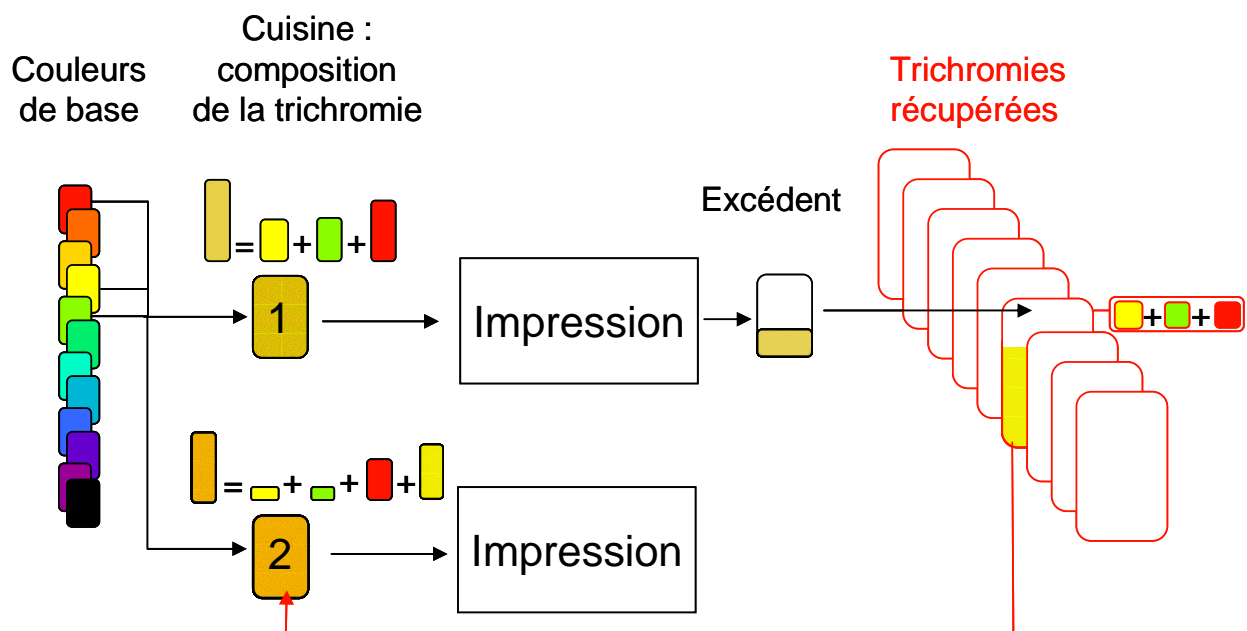 Couleurs
de base
Cuisine :
composition
de la trichromie
Trichromies
récupérées
Excédent
= + +
1
Impression
+ +
= + + +
2
Impression